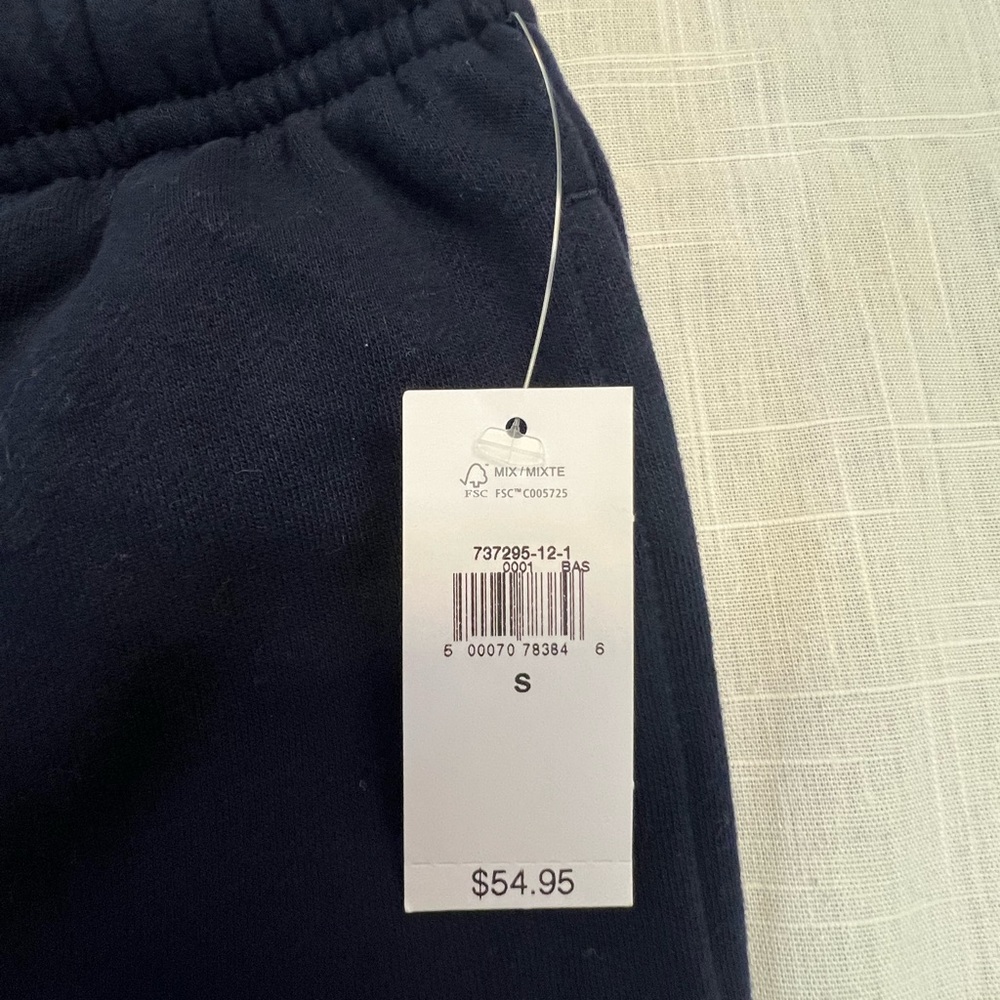 MIX / MIXTE
FSC FSC™ C005725
737295-12-1
0001 BAS
5 00070 78384 6
S
$54.95